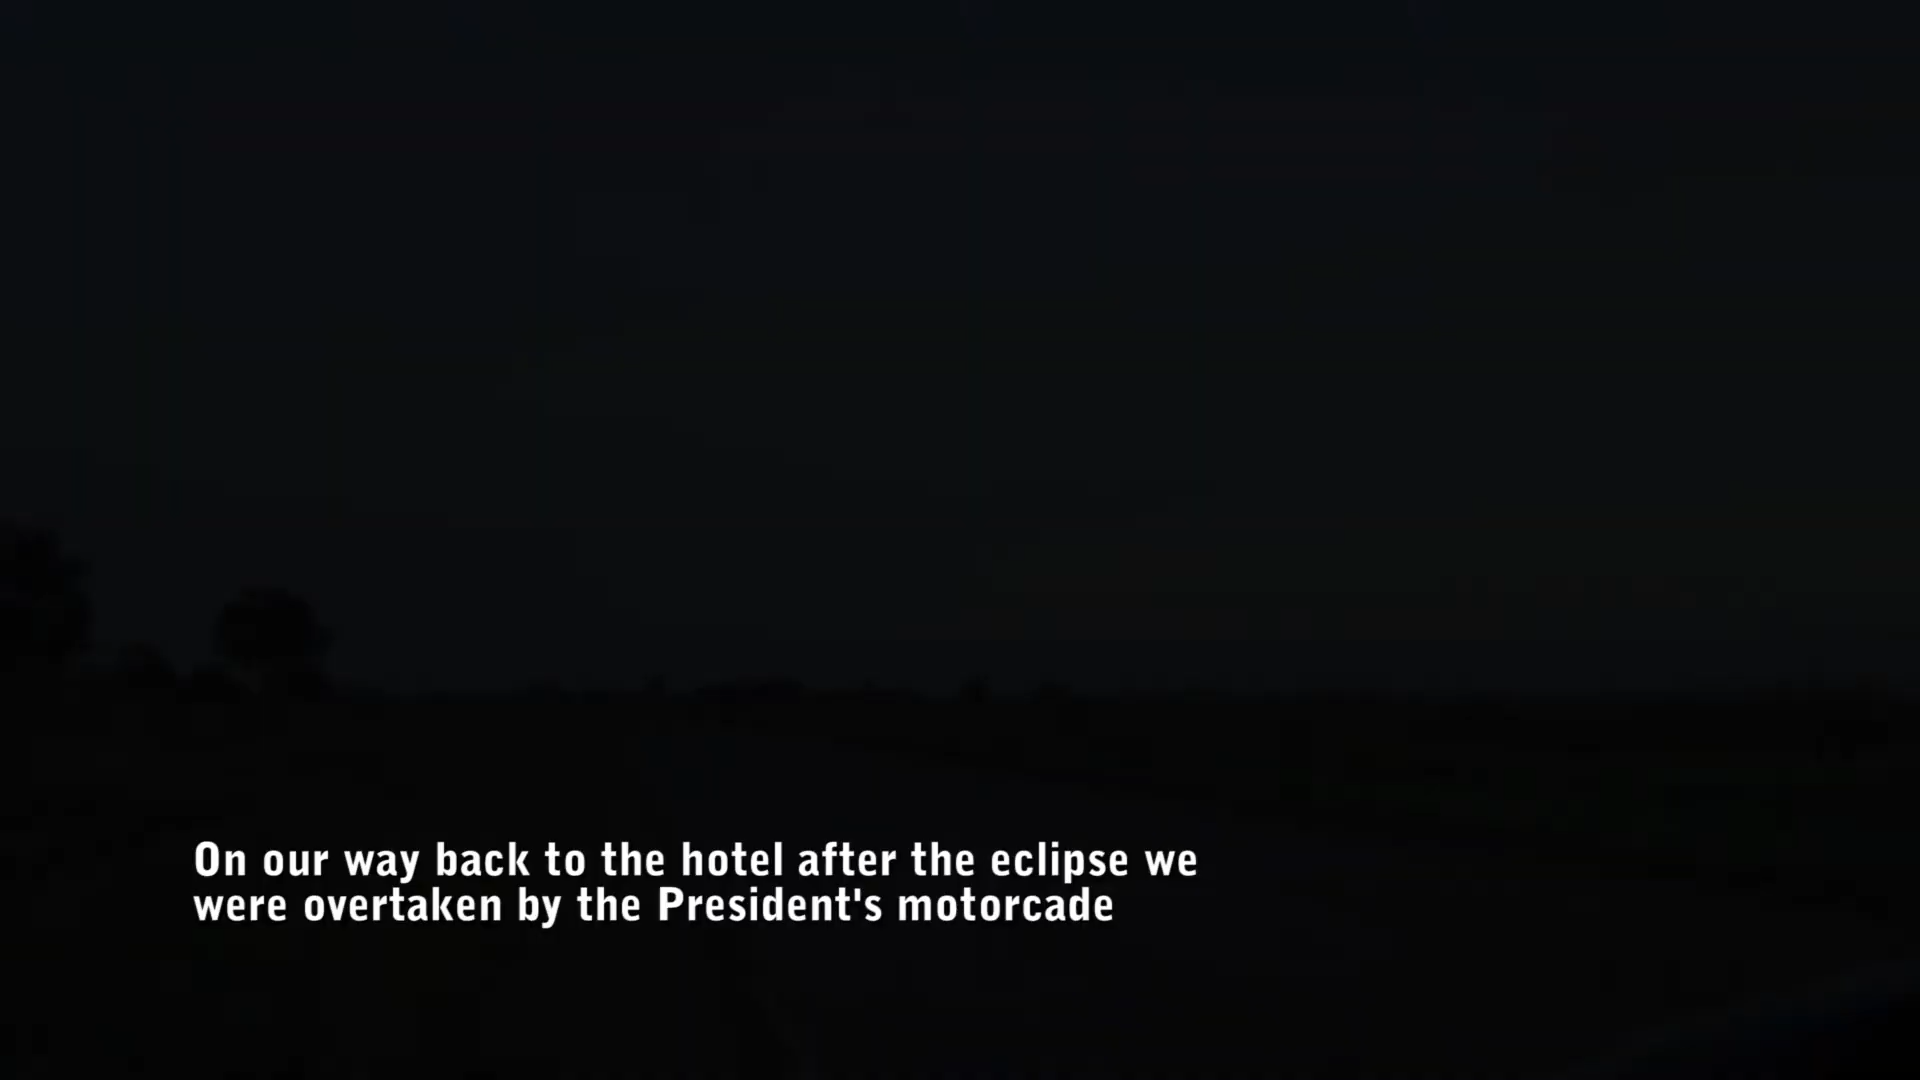 On our way back to the hotel after the eclipse we
were overtaken by the President's motorcade